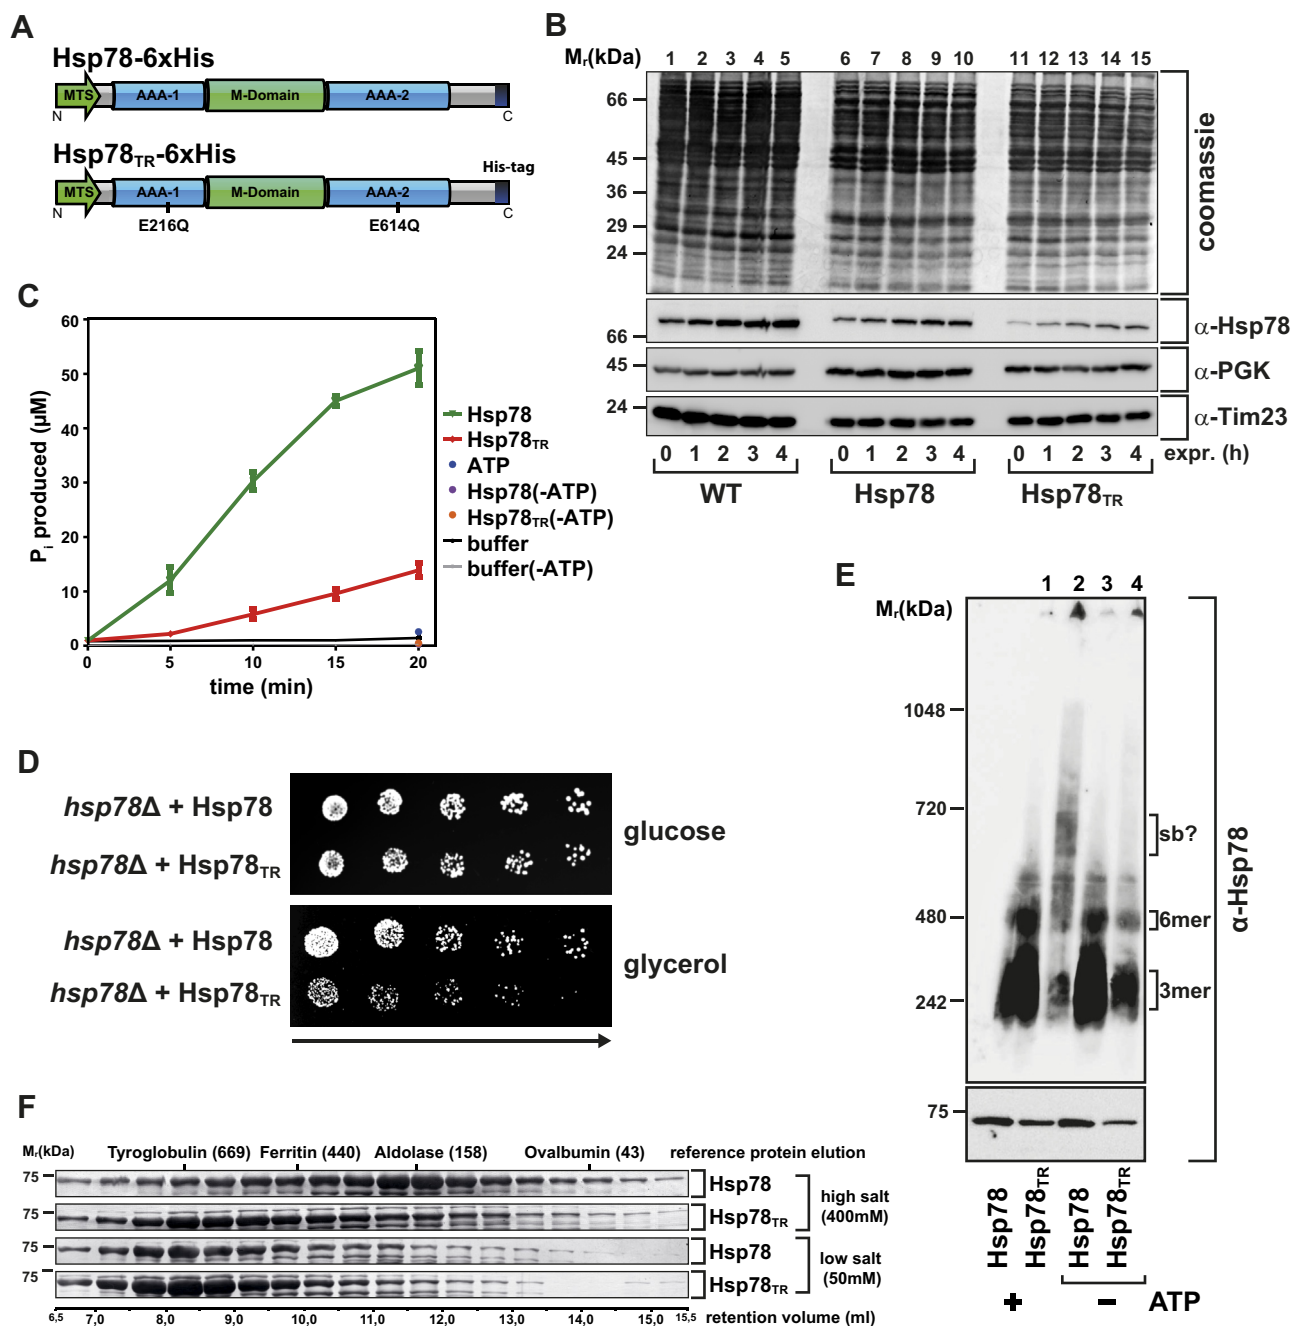 A
Hsp78-6xHis
MTS AAA-1 M-Domain AAA-2
N C
Hsp78TR-6xHis
His-tag
MTS AAA-1 M-Domain AAA-2
N C
E216Q E614Q
B
Mr(kDa) 1 2 3 4 5 6 7 8 9 10 11 12 13 14 15
66
45
36
29
24
coomassie
66
α-Hsp78
45
α-PGK
24
α-Tim23
0 1 2 3 4 0 1 2 3 4 0 1 2 3 4 expr. (h)
WT Hsp78 Hsp78TR
C
Pi produced (µM)
60
50
40
30
20
10
0
0 5 10 15 20
time (min)
Hsp78
Hsp78TR
ATP
Hsp78(-ATP)
Hsp78TR(-ATP)
buffer
buffer(-ATP)
D
hsp78Δ + Hsp78
hsp78Δ + Hsp78TR
glucose
hsp78Δ + Hsp78
hsp78Δ + Hsp78TR
glycerol
E
Mr(kDa) 1 2 3 4
1048
720
480
242
sb?
6mer
3mer
75
α-Hsp78
Hsp78 Hsp78TR Hsp78 Hsp78TR
+ − ATP
F
Mr(kDa) Tyroglobulin (669) Ferritin (440) Aldolase (158) Ovalbumin (43) reference protein elution
75 Hsp78
75 Hsp78TR
high salt
(400mM)
75 Hsp78
75 Hsp78TR
low salt
(50mM)
6,5 7,0 8,0 9,0 10,0 11,0 12,0 13,0 14,0 15,0 15,5 retention volume (ml)